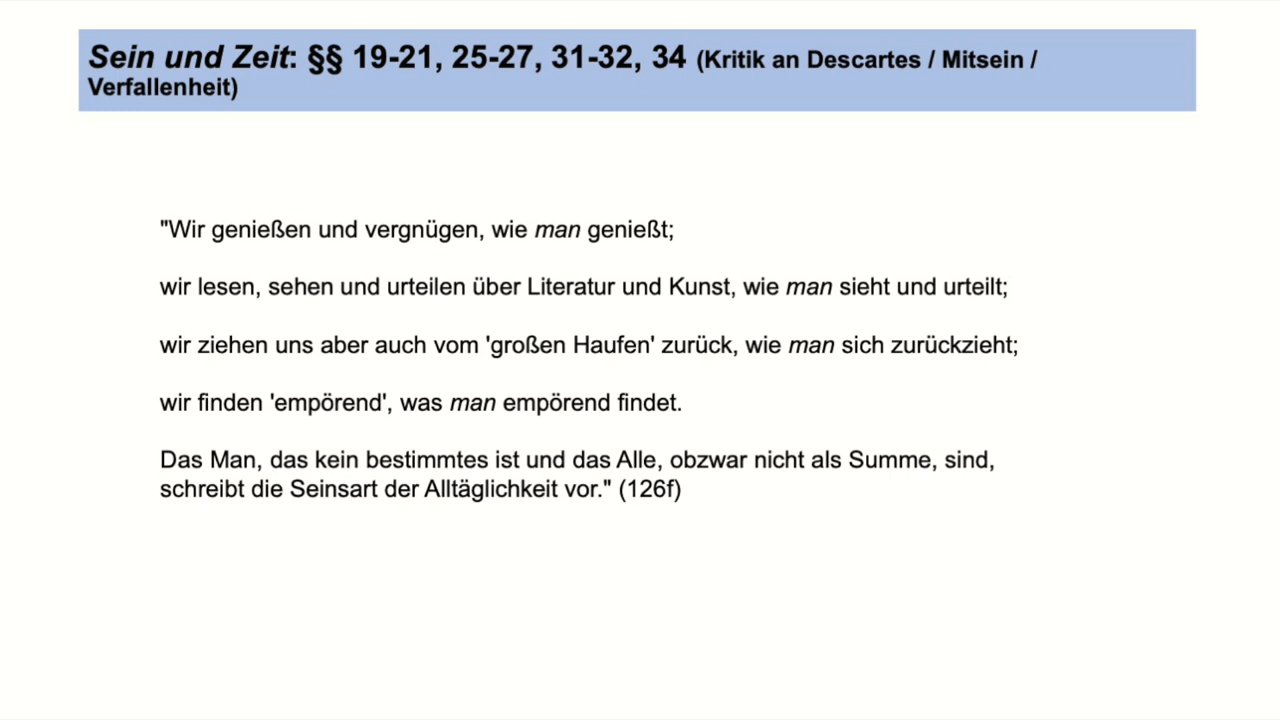 Sein und Zeit: §§ 19-21, 25-27, 31-32, 34 (Kritik an Descartes / Mitsein /
Verfallenheit)
"Wir genießen und vergnügen, wie man genießt;
wir lesen, sehen und urteilen über Literatur und Kunst, wie man sieht und urteilt;
wir ziehen uns aber auch vom 'großen Haufen' zurück, wie man sich zurückzieht;
wir finden 'empörend', was man empörend findet.
Das Man, das kein bestimmtes ist und das Alle, obzwar nicht als Summe, sind,
schreibt die Seinsart der Alltäglichkeit vor." (126f)